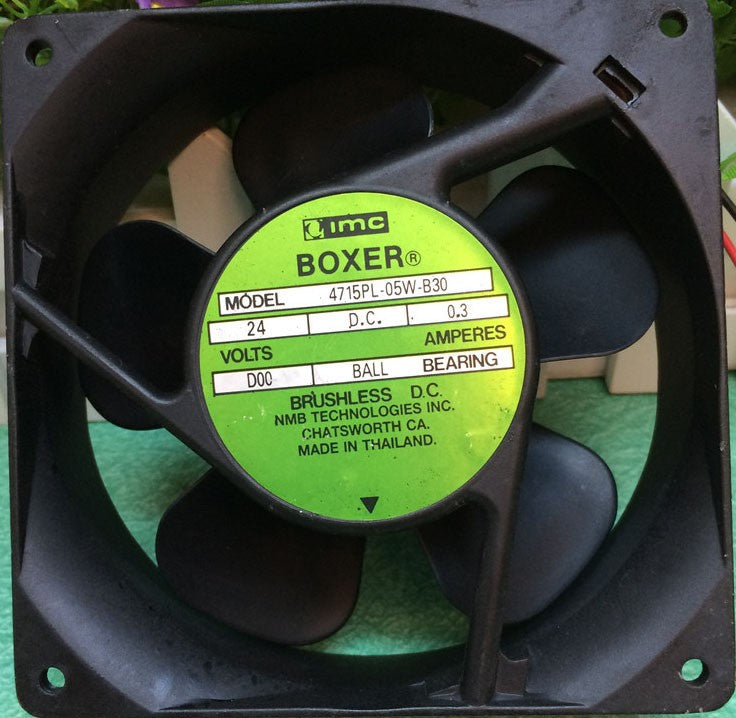 imc
BOXER®
MODEL 4715PL-05W-B30
24 D.C. 0.3
VOLTS AMPERES
D00 BALL BEARING
BRUSHLESS D.C.
NMB TECHNOLOGIES INC.
CHATSWORTH CA.
MADE IN THAILAND.